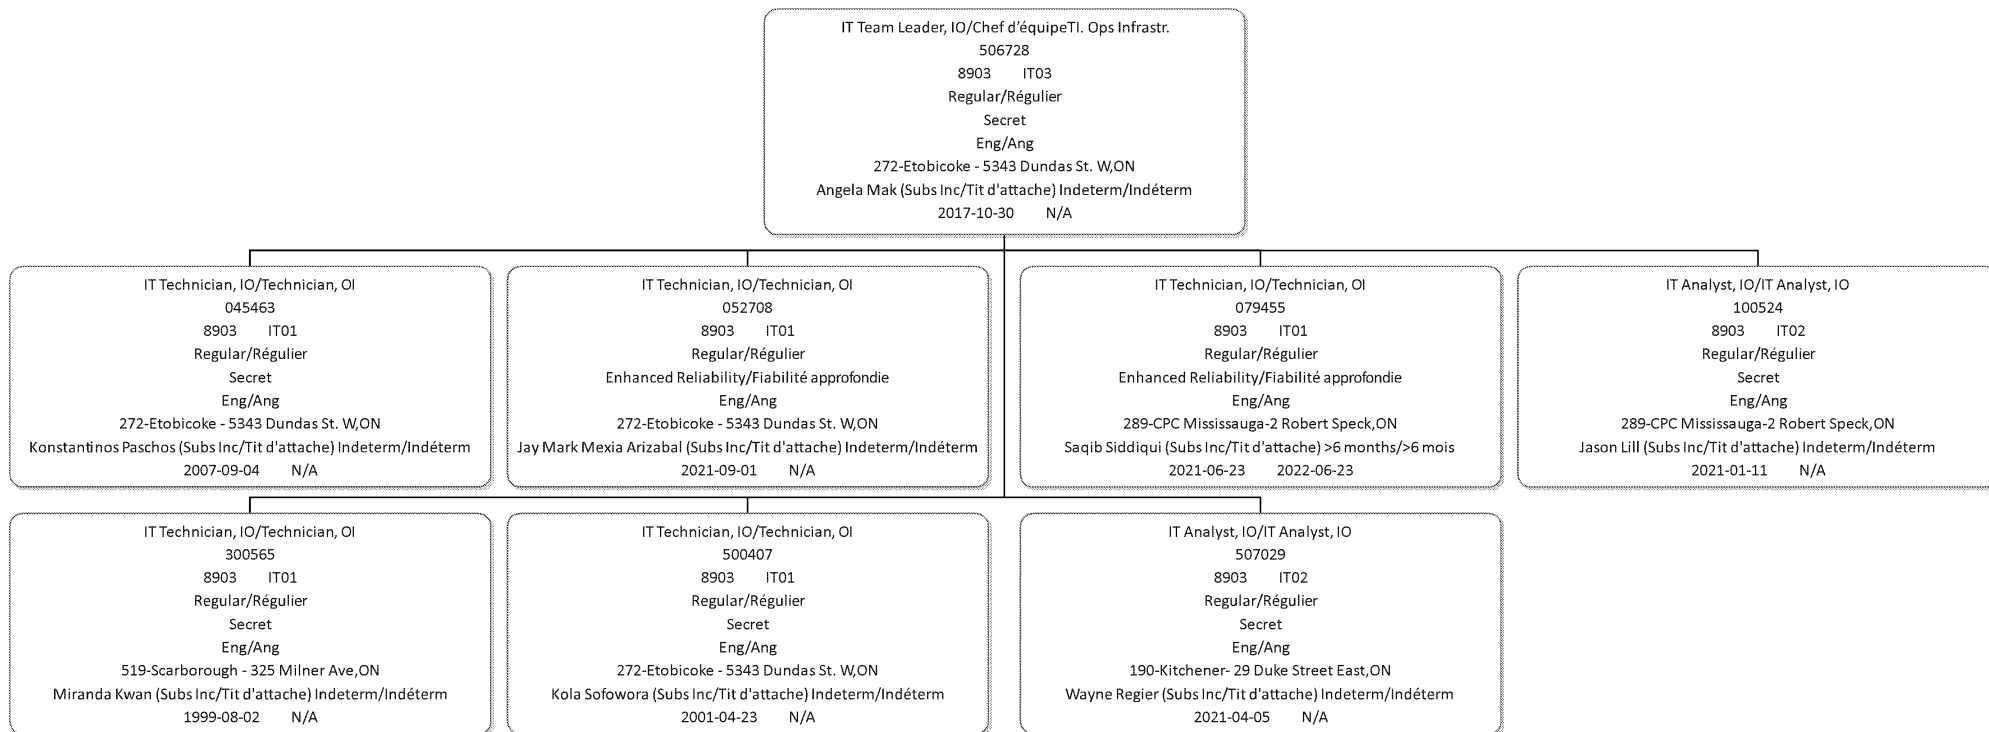 IT Team Leader, IO/Chef d’équipeTI. Ops Infrastr.
506728
8903 IT03
Regular/Régulier
Secret
Eng/Ang
272-Etobicoke - 5343 Dundas St. W,ON
Angela Mak (Subs Inc/Tit d'attache) Indeterm/Indéterm
2017-10-30 N/A
IT Technician, IO/Technician, OI
045463
8903 IT01
Regular/Régulier
Secret
Eng/Ang
272-Etobicoke - 5343 Dundas St. W,ON
Konstantinos Paschos (Subs Inc/Tit d'attache) Indeterm/Indéterm
2007-09-04 N/A
IT Technician, IO/Technician, OI
052708
8903 IT01
Regular/Régulier
Enhanced Reliability/Fiabilité approfondie
Eng/Ang
272-Etobicoke - 5343 Dundas St. W,ON
Jay Mark Mexia Arizabal (Subs Inc/Tit d'attache) Indeterm/Indéterm
2021-09-01 N/A
IT Technician, IO/Technician, OI
079455
8903 IT01
Regular/Régulier
Enhanced Reliability/Fiabilité approfondie
Eng/Ang
289-CPC Mississauga-2 Robert Speck,ON
Saqib Siddiqui (Subs Inc/Tit d'attache) >6 months/>6 mois
2021-06-23 2022-06-23
IT Analyst, IO/IT Analyst, IO
100524
8903 IT02
Regular/Régulier
Secret
Eng/Ang
289-CPC Mississauga-2 Robert Speck,ON
Jason Lill (Subs Inc/Tit d'attache) Indeterm/Indéterm
2021-01-11 N/A
IT Technician, IO/Technician, OI
300565
8903 IT01
Regular/Régulier
Secret
Eng/Ang
519-Scarborough - 325 Milner Ave,ON
Miranda Kwan (Subs Inc/Tit d'attache) Indeterm/Indéterm
1999-08-02 N/A
IT Technician, IO/Technician, OI
500407
8903 IT01
Regular/Régulier
Secret
Eng/Ang
272-Etobicoke - 5343 Dundas St. W,ON
Kola Sofowora (Subs Inc/Tit d'attache) Indeterm/Indéterm
2001-04-23 N/A
IT Analyst, IO/IT Analyst, IO
507029
8903 IT02
Regular/Régulier
Secret
Eng/Ang
190-Kitchener- 29 Duke Street East,ON
Wayne Regier (Subs Inc/Tit d'attache) Indeterm/Indéterm
2021-04-05 N/A